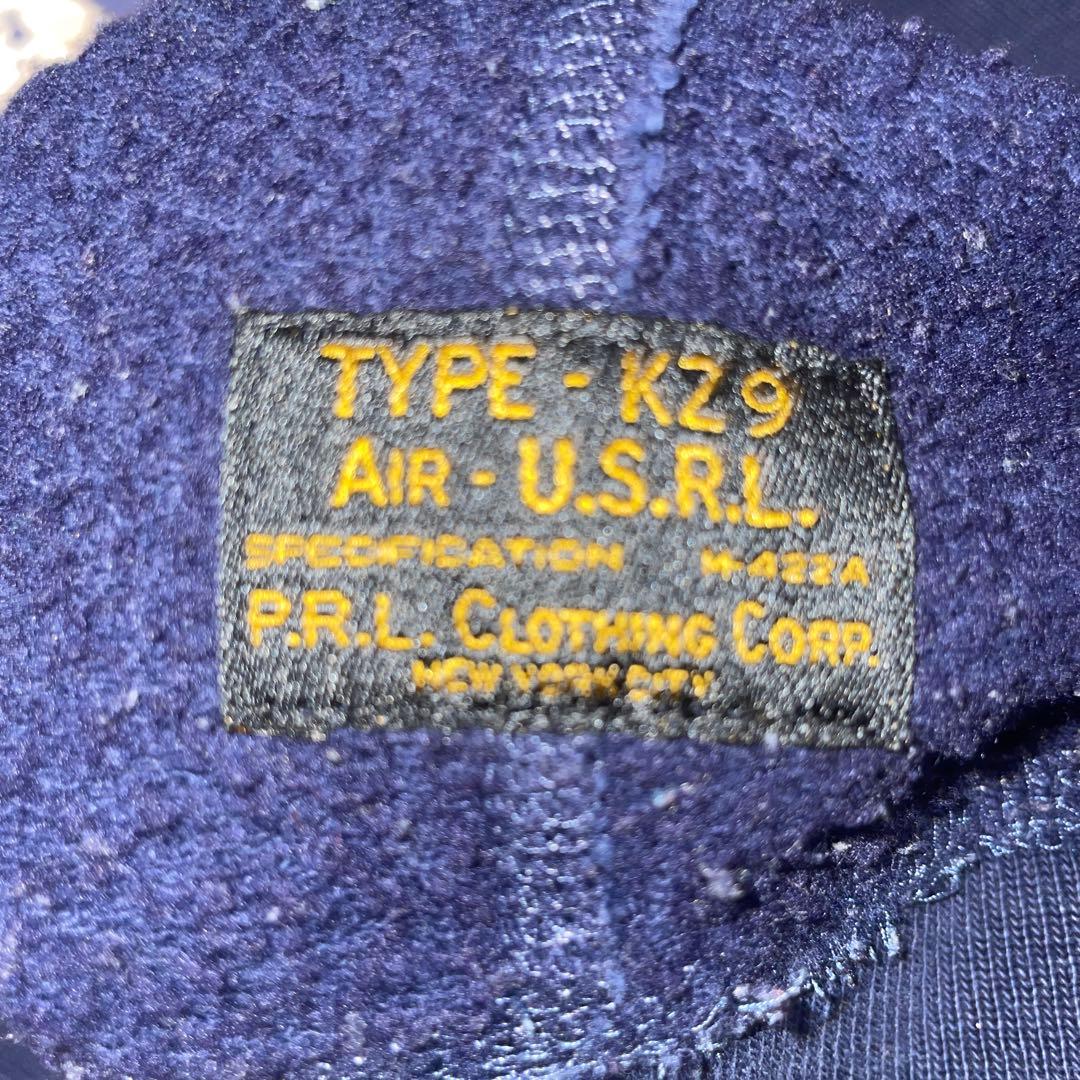 TYPE - KZ9
AIR - U.S.R.L.
SPECIFICATION M-422A
P.R.L. CLOTHING CORP.
NEW YORK CITY